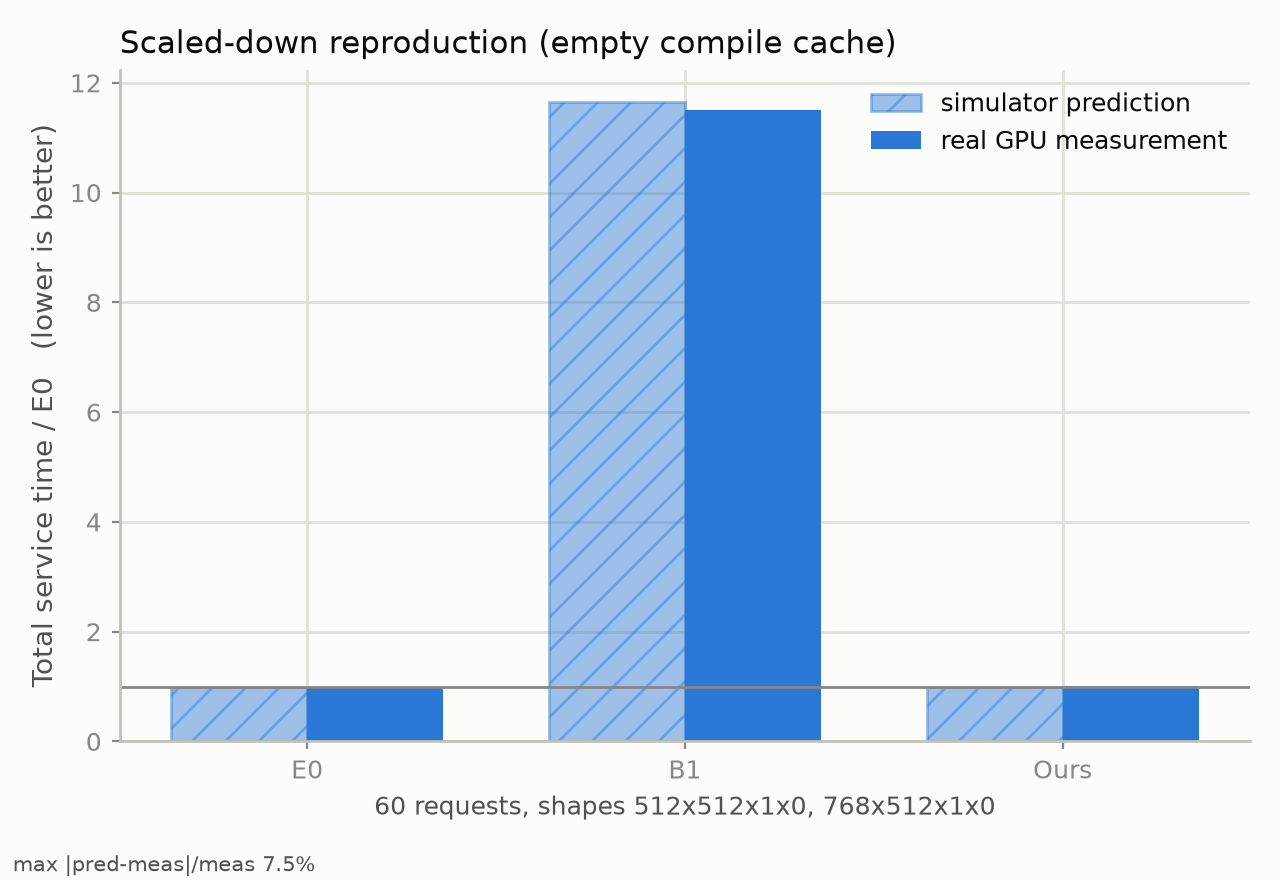 Scaled-down reproduction (empty compile cache)
simulator prediction
real GPU measurement
Total service time / E0 (lower is better)
12
10
8
6
4
2
0
E0 B1 Ours
60 requests, shapes 512x512x1x0, 768x512x1x0
max |pred-meas|/meas 7.5%